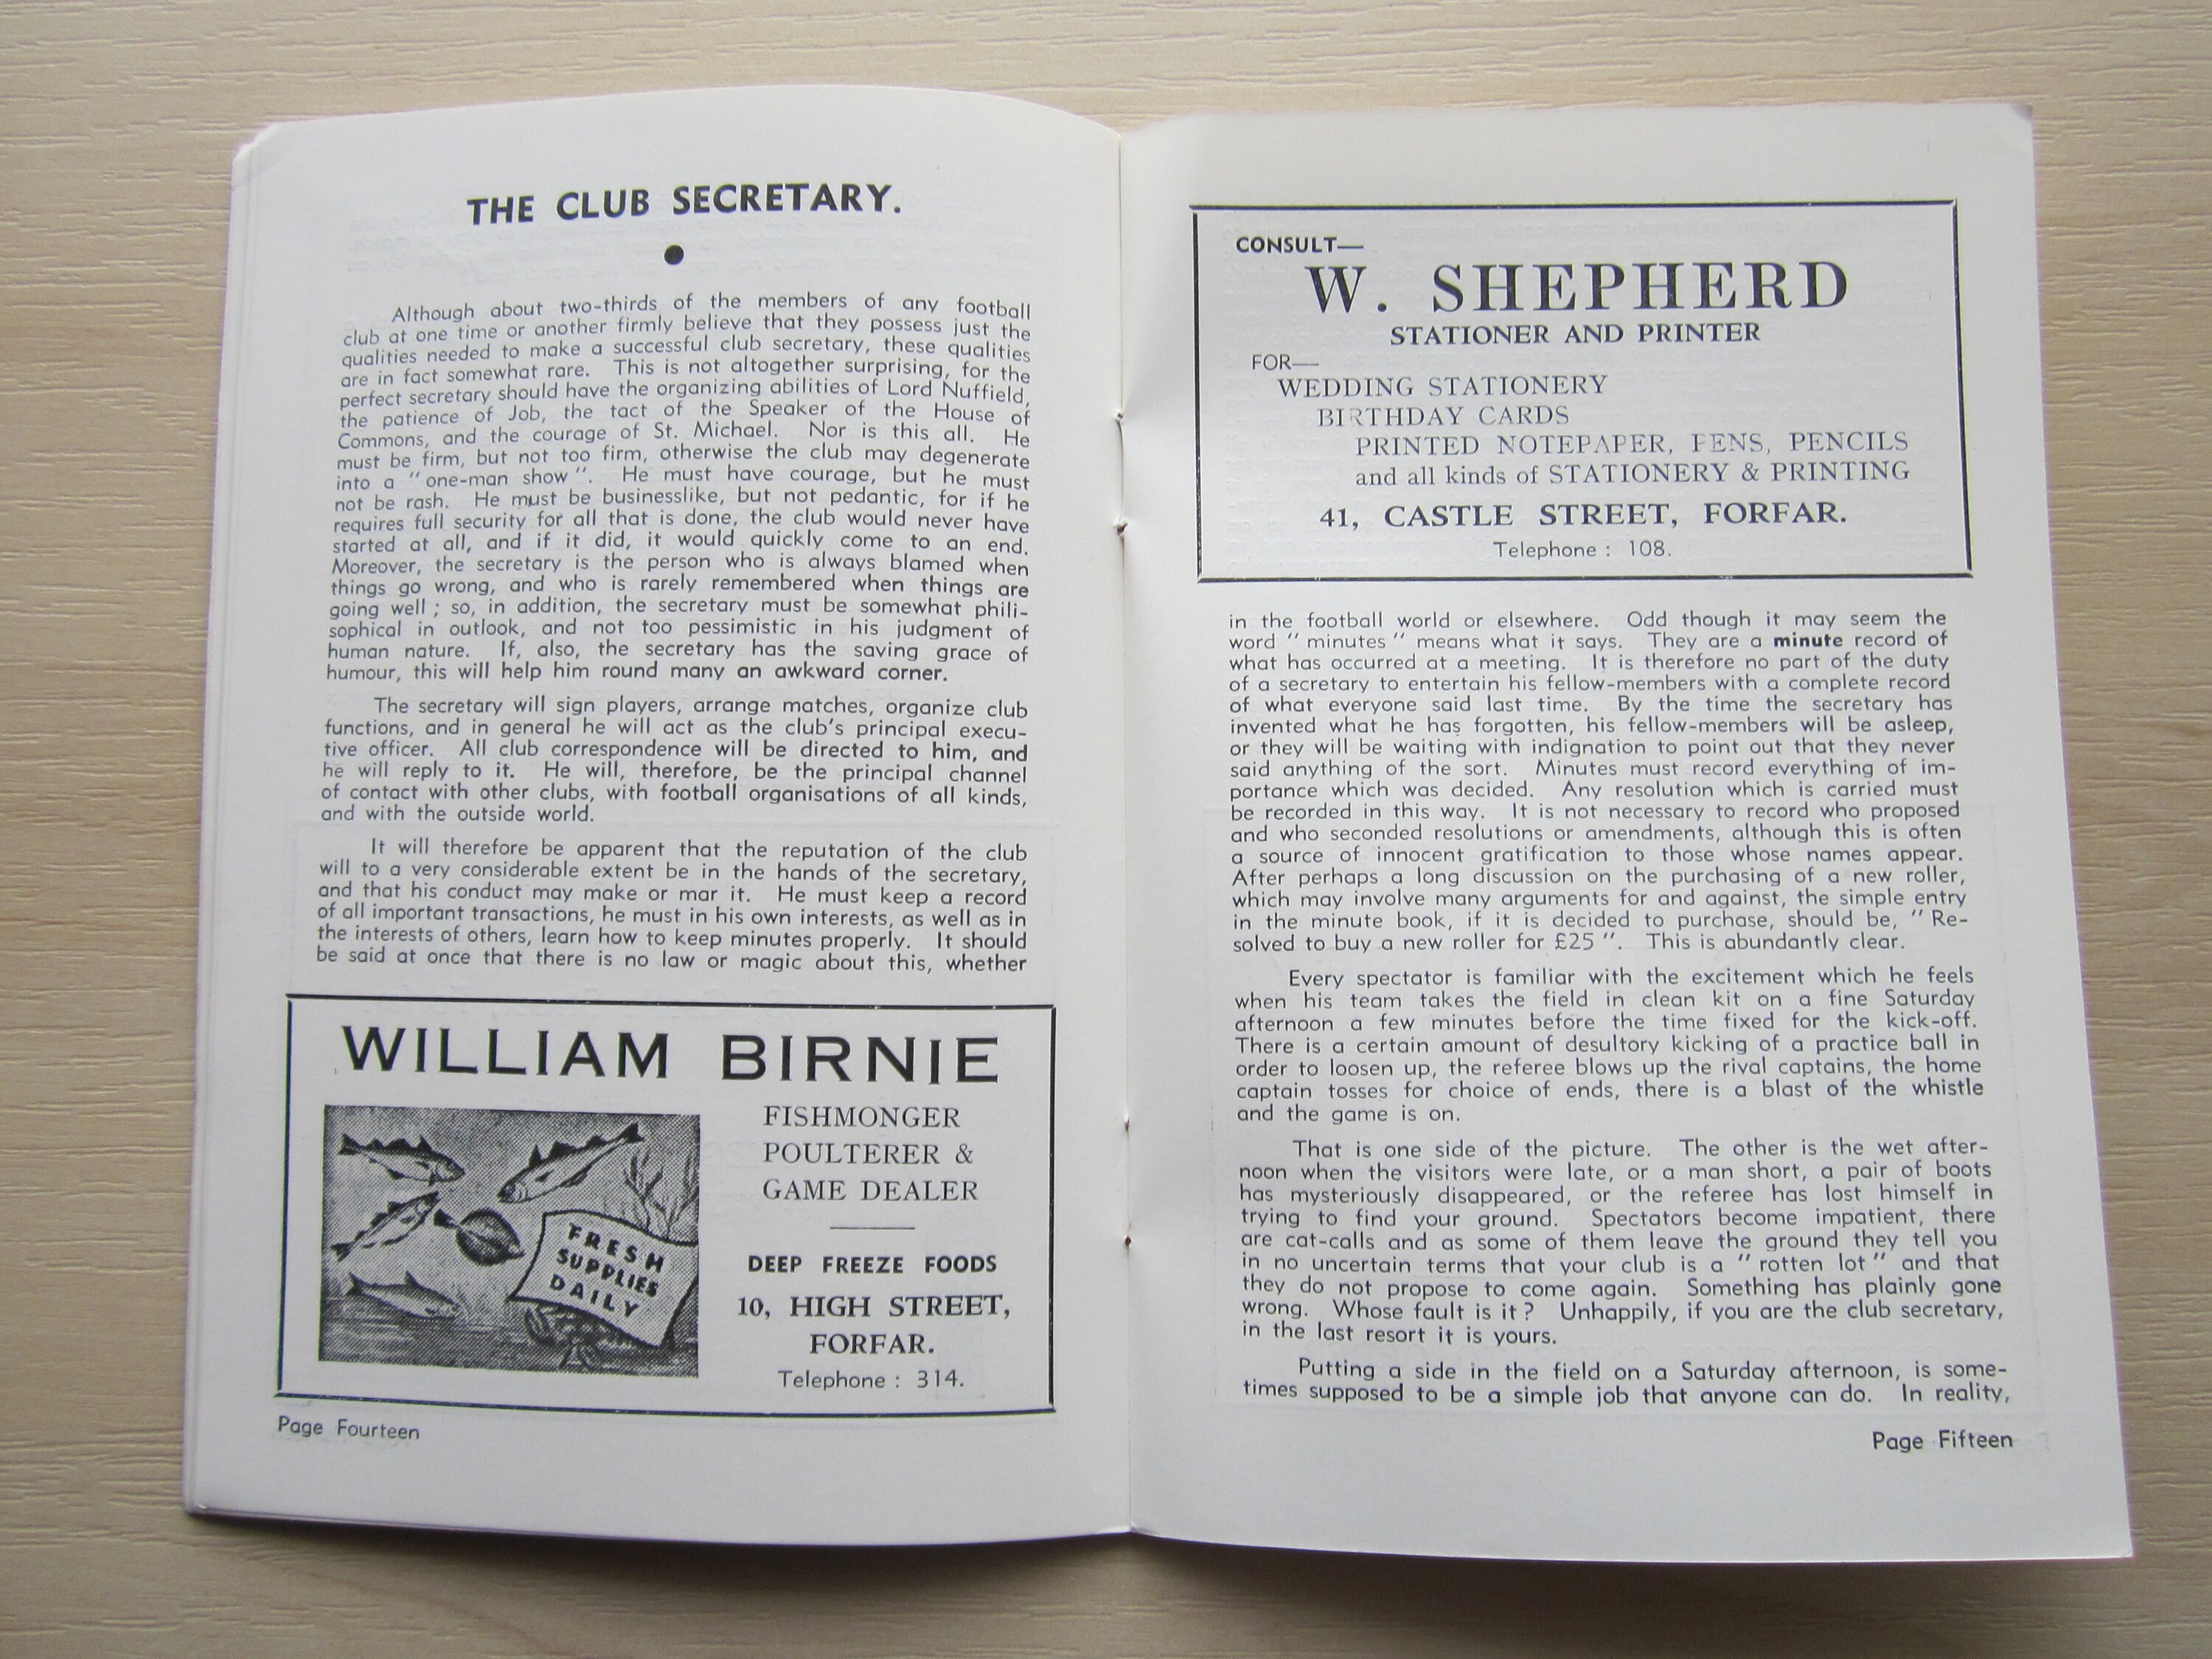 THE CLUB SECRETARY.
Although about two-thirds of the members of any football
club at one time or another firmly believe that they possess just the
qualities needed to make a successful club secretary, these qualities
are in fact somewhat rare. This is not altogether surprising, for the
perfect secretary should have the organizing abilities of Lord Nuffield,
the patience of Job, the tact of the Speaker of the House of
Commons, and the courage of St. Michael. Nor is this all. He
must be firm, but not too firm, otherwise the club may degenerate
into a "one-man show". He must have courage, but he must
not be rash. He must be businesslike, but not pedantic, for if he
requires full security for all that is done, the club would never have
started at all, and if it did, it would quickly come to an end.
Moreover, the secretary is the person who is always blamed when
things go wrong, and who is rarely remembered when things are
going well ; so, in addition, the secretary must be somewhat phili-
sophical in outlook, and not too pessimistic in his judgment of
human nature. If, also, the secretary has the saving grace of
humour, this will help him round many an awkward corner.
The secretary will sign players, arrange matches, organize club
functions, and in general he will act as the club's principal execu-
tive officer. All club correspondence will be directed to him, and
he will reply to it. He will, therefore, be the principal channel
of contact with other clubs, with football organisations of all kinds,
and with the outside world.
It will therefore be apparent that the reputation of the club
will to a very considerable extent be in the hands of the secretary,
and that his conduct may make or mar it. He must keep a record
of all important transactions, he must in his own interests, as well as in
the interests of others, learn how to keep minutes properly. It should
be said at once that there is no law or magic about this, whether
WILLIAM BIRNIE
FRESH
SUPPLIES
DAILY
FISHMONGER
POULTERER &
GAME DEALER
DEEP FREEZE FOODS
10, HIGH STREET,
FORFAR.
Telephone : 314.
Page Fourteen
CONSULT—
W. SHEPHERD
STATIONER AND PRINTER
FOR—
WEDDING STATIONERY
BIRTHDAY CARDS
PRINTED NOTEPAPER, PENS, PENCILS
and all kinds of STATIONERY & PRINTING
41, CASTLE STREET, FORFAR.
Telephone : 108.
in the football world or elsewhere. Odd though it may seem the
word "minutes" means what it says. They are a minute record of
what has occurred at a meeting. It is therefore no part of the duty
of a secretary to entertain his fellow-members with a complete record
of what everyone said last time. By the time the secretary has
invented what he has forgotten, his fellow-members will be asleep,
or they will be waiting with indignation to point out that they never
said anything of the sort. Minutes must record everything of im-
portance which was decided. Any resolution which is carried must
be recorded in this way. It is not necessary to record who proposed
and who seconded resolutions or amendments, although this is often
a source of innocent gratification to those whose names appear.
After perhaps a long discussion on the purchasing of a new roller,
which may involve many arguments for and against, the simple entry
in the minute book, if it is decided to purchase, should be, "Re-
solved to buy a new roller for £25". This is abundantly clear.
Every spectator is familiar with the excitement which he feels
when his team takes the field in clean kit on a fine Saturday
afternoon a few minutes before the time fixed for the kick-off.
There is a certain amount of desultory kicking of a practice ball in
order to loosen up, the referee blows up the rival captains, the home
captain tosses for choice of ends, there is a blast of the whistle
and the game is on.
That is one side of the picture. The other is the wet after-
noon when the visitors were late, or a man short, a pair of boots
has mysteriously disappeared, or the referee has lost himself in
trying to find your ground. Spectators become impatient, there
are cat-calls and as some of them leave the ground they tell you
in no uncertain terms that your club is a "rotten lot" and that
they do not propose to come again. Something has plainly gone
wrong. Whose fault is it? Unhappily, if you are the club secretary,
in the last resort it is yours.
Putting a side in the field on a Saturday afternoon, is some-
times supposed to be a simple job that anyone can do. In reality,
Page Fifteen